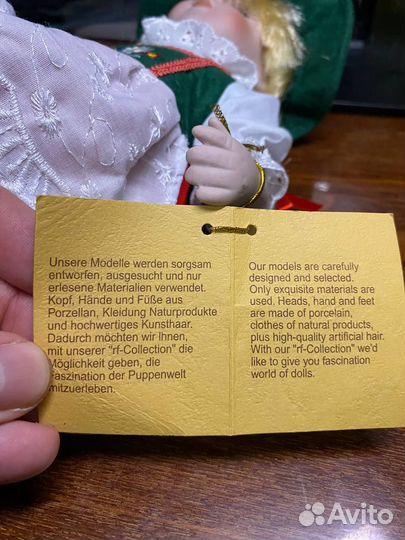 Unsere Modelle werden sorgsam
entworfen, ausgesucht und nur
erlesene Materialien verwendet.
Kopf, Hände und Füße aus
Porzellan, Kleidung Naturprodukte
und hochwertiges Kunsthaar.
Dadurch möchten wir Ihnen,
mit unserer "rf-Collection" die
Möglichkeit geben, die
Faszination der Puppenwelt
mitzuerleben.
Our models are carefully
designed and selected.
Only exquisite materials are
used. Heads, hand and feet
are made of porcelain,
clothes of natural products,
plus high-quality artificial hair.
With our "rf-Collection" we'd
like to give you fascination
world of dolls.
Avito